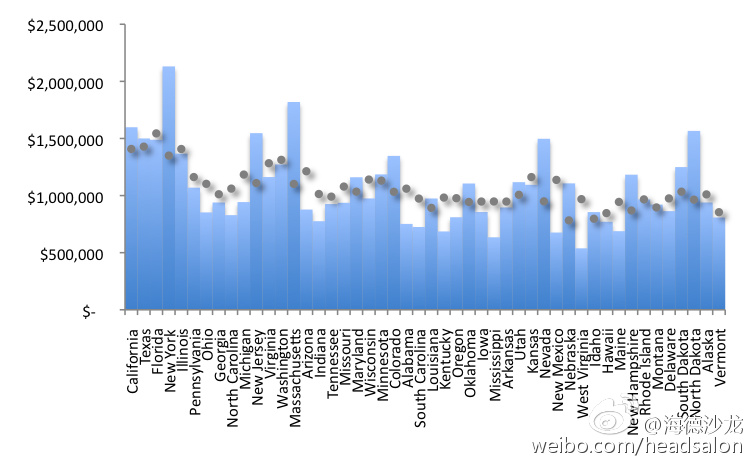 $2,500,000
$2,000,000
$1,500,000
$1,000,000
$500,000
$-
California
Texas
Florida
New York
Illinois
Pennsylvania
Ohio
Georgia
North Carolina
Michigan
New Jersey
Virginia
Washington
Massachusetts
Arizona
Indiana
Tennessee
Missouri
Maryland
Wisconsin
Minnesota
Colorado
Alabama
South Carolina
Louisiana
Kentucky
Oregon
Oklahoma
Iowa
Mississippi
Arkansas
Utah
Kansas
Nevada
New Mexico
Nebraska
West Virginia
Idaho
Hawaii
Maine
New Hampshire
Rhode Island
Montana
Delaware
South Dakota
North Dakota
Alaska
Vermont
@海德沙龙
weibo.com/headsalon